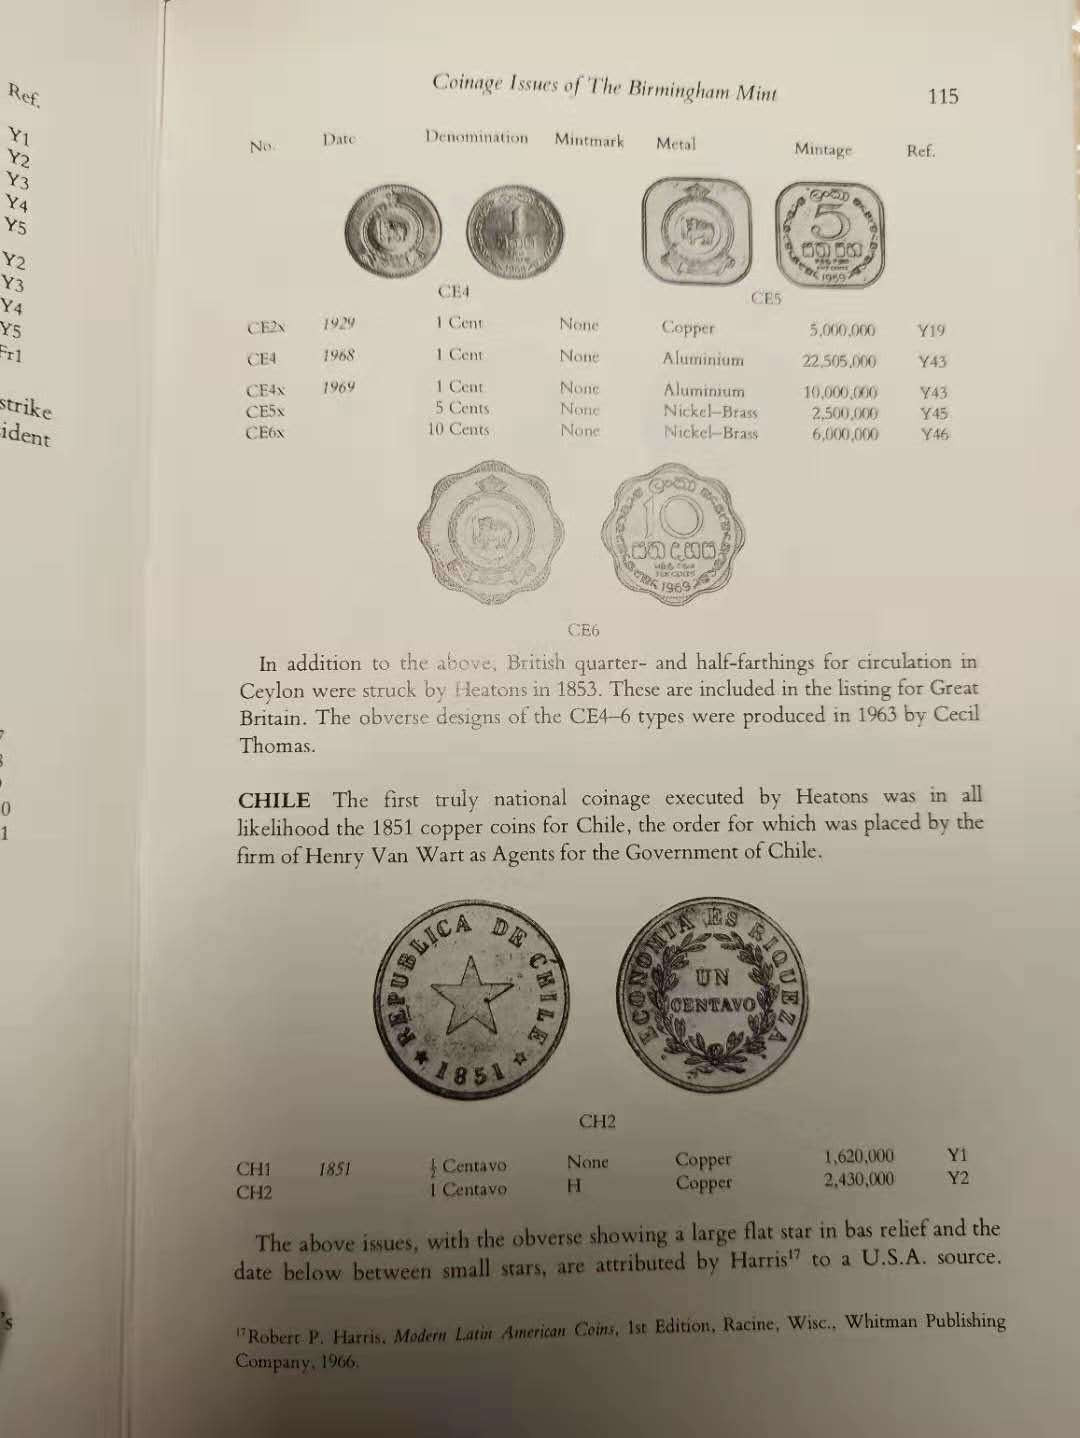 Ref.
Y1
Y2
Y3
Y4
Y5
Y2
Y3
Y4
Y5
Fr1
strike
ident
0
1
's
Coinage Issues of The Birmingham Mint
115
No. Date Denomination Mintmark Metal Mintage Ref.
1
1968
5
1969
CE4
CE5
CE2x 1929 1 Cent None Copper 5,000,000 Y19
CE4 1968 1 Cent None Aluminium 22,505,000 Y43
CE4x 1969 1 Cent None Aluminium 10,000,000 Y43
CE5x 5 Cents None Nickel–Brass 2,500,000 Y45
CE6x 10 Cents None Nickel–Brass 6,000,000 Y46
10
1969
CE6
In addition to the above, British quarter- and half-farthings for circulation in
Ceylon were struck by Heatons in 1853. These are included in the listing for Great
Britain. The obverse designs of the CE4–6 types were produced in 1963 by Cecil
Thomas.
CHILE The first truly national coinage executed by Heatons was in all
likelihood the 1851 copper coins for Chile, the order for which was placed by the
firm of Henry Van Wart as Agents for the Government of Chile.
REPUBLICA DE CHILE
1851
ECONOMIA ES RIQUEZA
UN
CENTAVO
CH2
CH1 1851 ½ Centavo None Copper 1,620,000 Y1
CH2 1 Centavo H Copper 2,430,000 Y2
The above issues, with the obverse showing a large flat star in bas relief and the
date below between small stars, are attributed by Harris¹⁷ to a U.S.A. source.
¹⁷Robert P. Harris, Modern Latin American Coins, 1st Edition, Racine, Wisc., Whitman Publishing
Company, 1966.